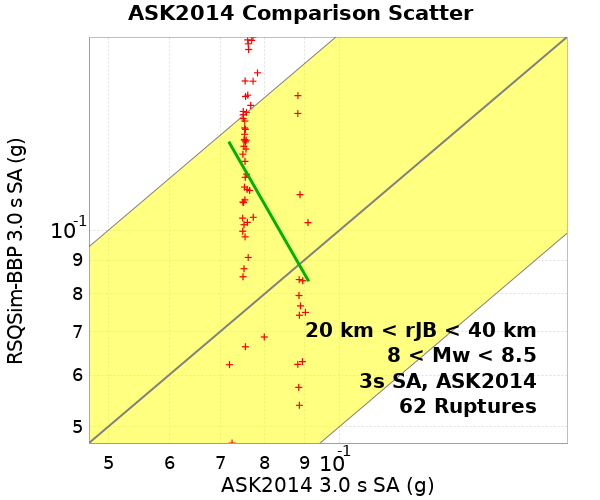 ASK2014 Comparison Scatter
RSQSim-BBP 3.0 s SA (g)
10-1
9
8
7
6
5
20 km < rJB < 40 km
8 < Mw < 8.5
3s SA, ASK2014
62 Ruptures
5 6 7 8 9 10-1
ASK2014 3.0 s SA (g)